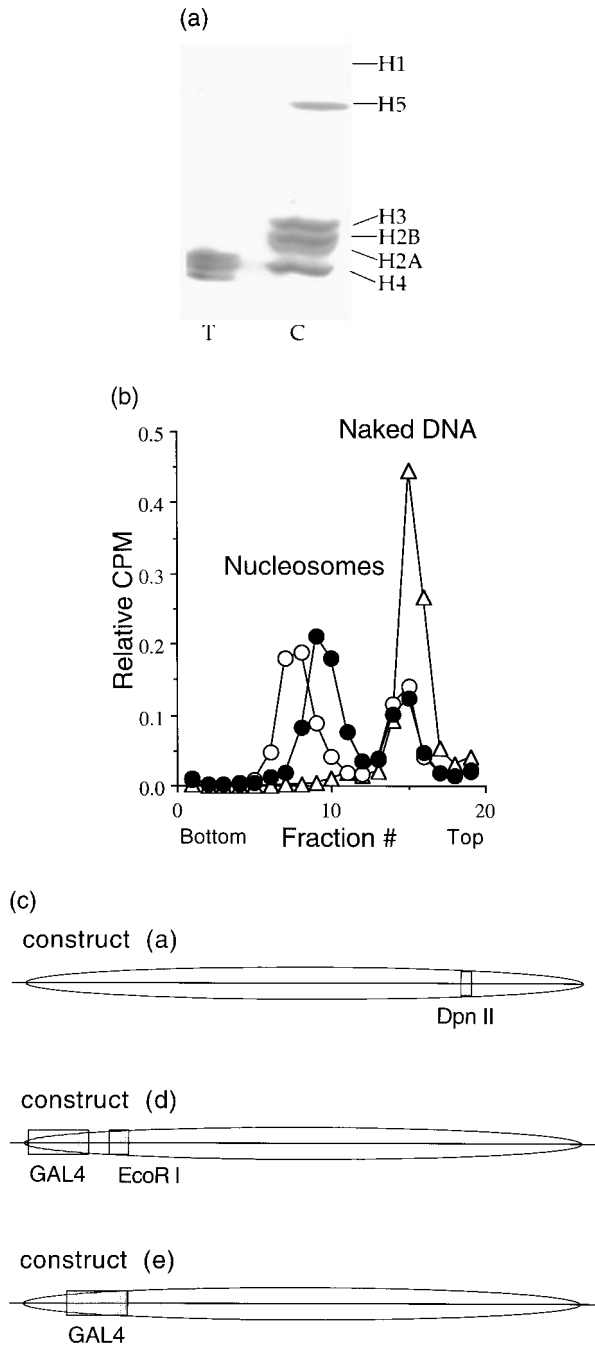 (a)
H1
H5
H3
H2B
H2A
H4
T C
(b)
Naked DNA
Nucleosomes
Relative CPM
0.5
0.4
0.3
0.2
0.1
0.0
0 10 20
Bottom Fraction # Top
(c)
construct (a)
Dpn II
construct (d)
GAL4 EcoR I
construct (e)
GAL4